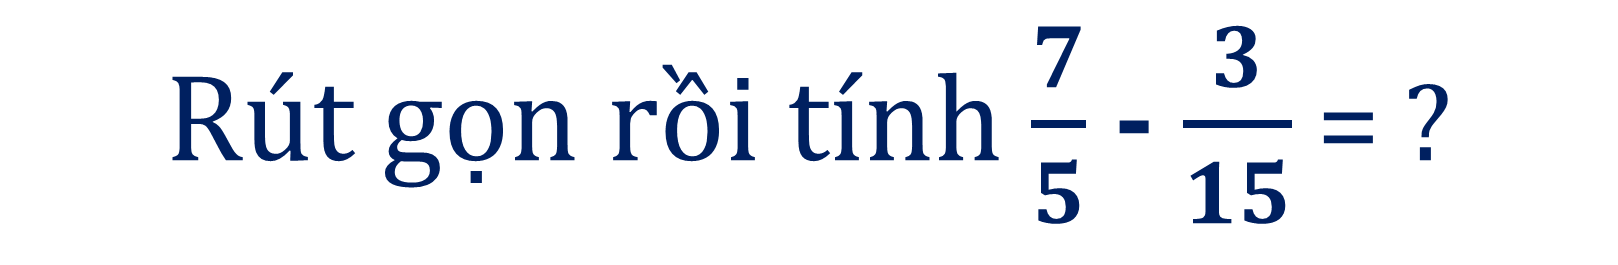 Rút gọn rồi tính 7/5 - 3/15 = ?